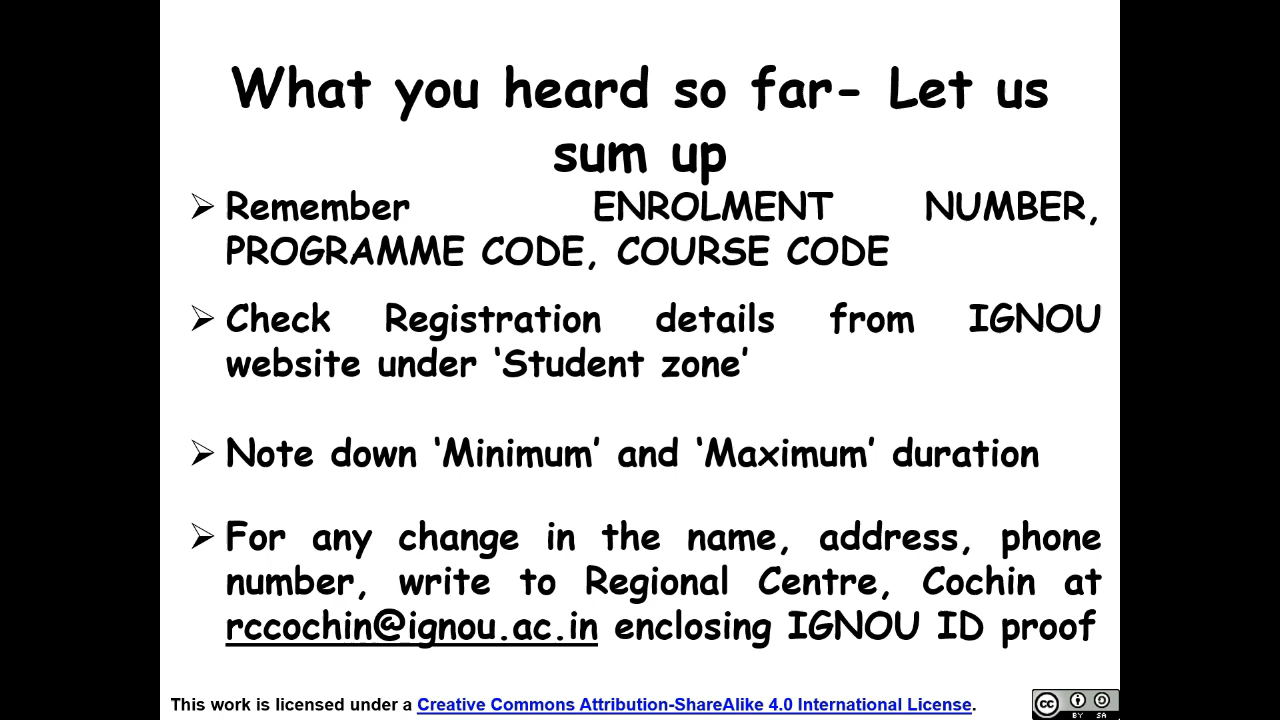 What you heard so far- Let us
sum up
➢ Remember ENROLMENT NUMBER,
PROGRAMME CODE, COURSE CODE
➢ Check Registration details from IGNOU
website under ‘Student zone’
➢ Note down ‘Minimum’ and ‘Maximum’ duration
➢ For any change in the name, address, phone
number, write to Regional Centre, Cochin at
rccochin@ignou.ac.in enclosing IGNOU ID proof
This work is licensed under a Creative Commons Attribution-ShareAlike 4.0 International License.
cc BY SA